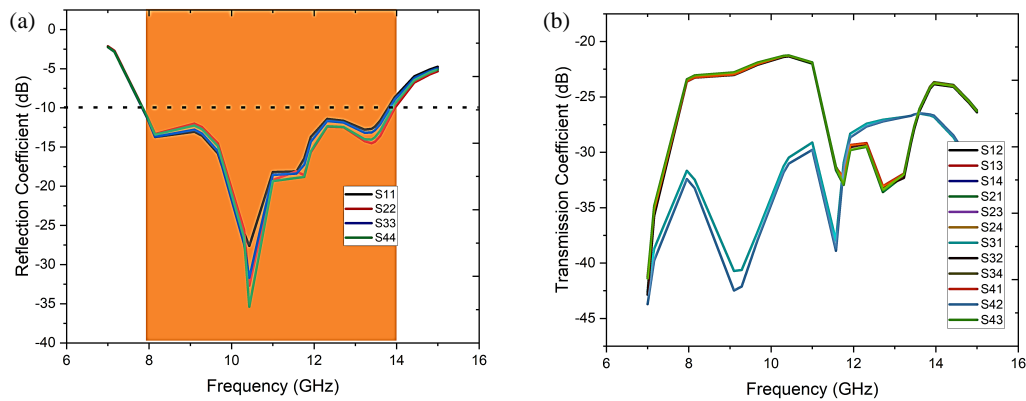 (a)
0
-5
-10
-15
-20
-25
-30
-35
-40
6
8
10
12
14
16
Reflection Coefficient (dB)
Frequency (GHz)
S11
S22
S33
S44
(b)
-20
-25
-30
-35
-40
-45
6
8
10
12
14
16
Transmission Coefficient (dB)
Frequency (GHz)
S12
S13
S14
S21
S23
S24
S31
S32
S34
S41
S42
S43